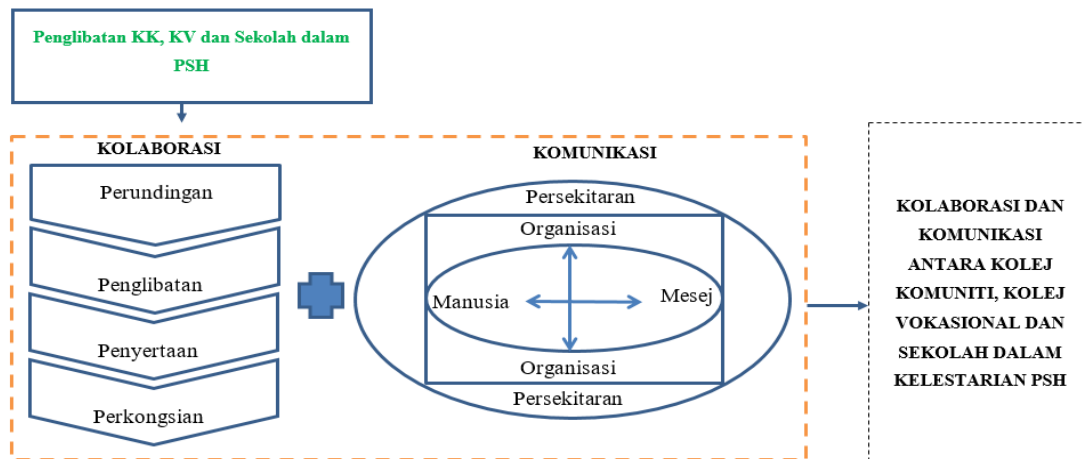 Penglibatan KK, KV dan Sekolah dalam
PSH
KOLABORASI
Perundingan
Penglibatan
Penyertaan
Perkongsian
KOMUNIKASI
Persekitaran
Organisasi
Manusia
Mesej
Organisasi
Persekitaran
KOLABORASI DAN
KOMUNIKASI
ANTARA KOLEJ
KOMUNITI, KOLEJ
VOKASIONAL DAN
SEKOLAH DALAM
KELESTARIAN PSH